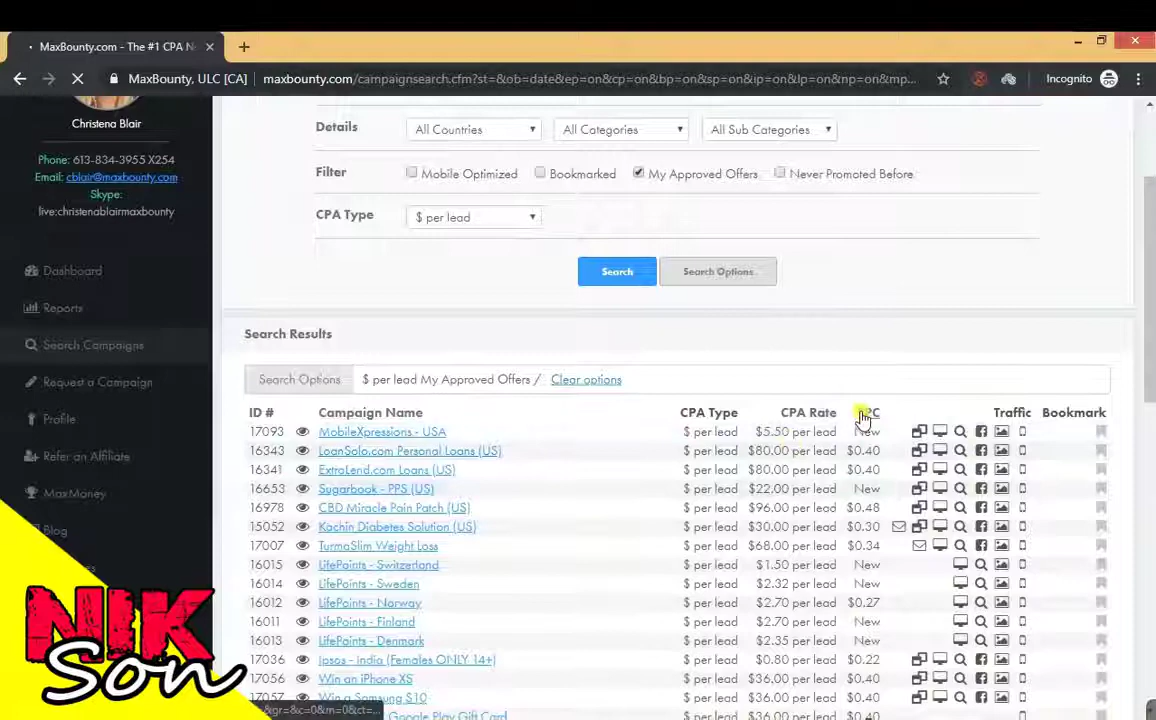 MaxBounty.com - The #1 CPA N
MaxBounty, ULC [CA]
maxbounty.com/campaignsearch.cfm?st=&ob=date&ep=on&cp=on&bp=on&sp=on&ip=on&lp=on&np=on&mp...
Incognito
Christena Blair
Phone: 613-834-3955 X254
Email: cblair@maxbounty.com
Skype:
live:christenablairmaxbounty
Dashboard
Reports
Search Campaigns
Request a Campaign
Profile
Refer an Affiliate
MaxMoney
Blog
NIK
Son
Details All Countries All Categories All Sub Categories
Filter Mobile Optimized Bookmarked My Approved Offers Never Promoted Before
CPA Type $ per lead
Search Search Options
Search Results
Search Options $ per lead My Approved Offers / Clear options
ID # Campaign Name CPA Type CPA Rate Traffic Bookmark
17093 MobileXpressions - USA $ per lead $5.50 per lead New
16343 LoanSolo.com Personal Loans (US) $ per lead $80.00 per lead $0.40
16341 ExtraLend.com Loans (US) $ per lead $80.00 per lead $0.40
16653 Sugarbook - PPS (US) $ per lead $22.00 per lead New
16978 CBD Miracle Pain Patch (US) $ per lead $96.00 per lead $0.48
15052 Kachin Diabetes Solution (US) $ per lead $30.00 per lead $0.30
17007 TurmaSlim Weight Loss $ per lead $68.00 per lead $0.34
16015 LifePoints - Switzerland $ per lead $1.50 per lead New
16014 LifePoints - Sweden $ per lead $2.32 per lead New
16012 LifePoints - Norway $ per lead $2.70 per lead $0.27
16011 LifePoints - Finland $ per lead $2.70 per lead New
16013 LifePoints - Denmark $ per lead $2.35 per lead New
17036 Ipsos - India (Females ONLY 14+) $ per lead $0.80 per lead $0.22
17056 Win an iPhone XS $ per lead $36.00 per lead $0.40
17057 Win a Samsung S10 $ per lead $36.00 per lead $0.40
Google Play Gift Card $ per lead $36.00 per lead $0.40
&gr=&c=0&m=0&ct=...